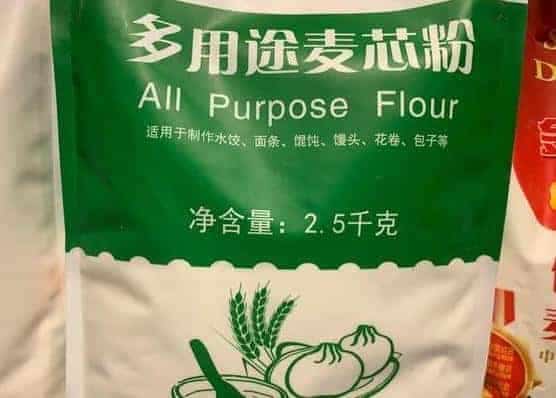 多用途麦芯粉
All Purpose Flour
适用于制作水饺、面条、馄饨、馒头、花卷、包子等
净含量：2.5千克